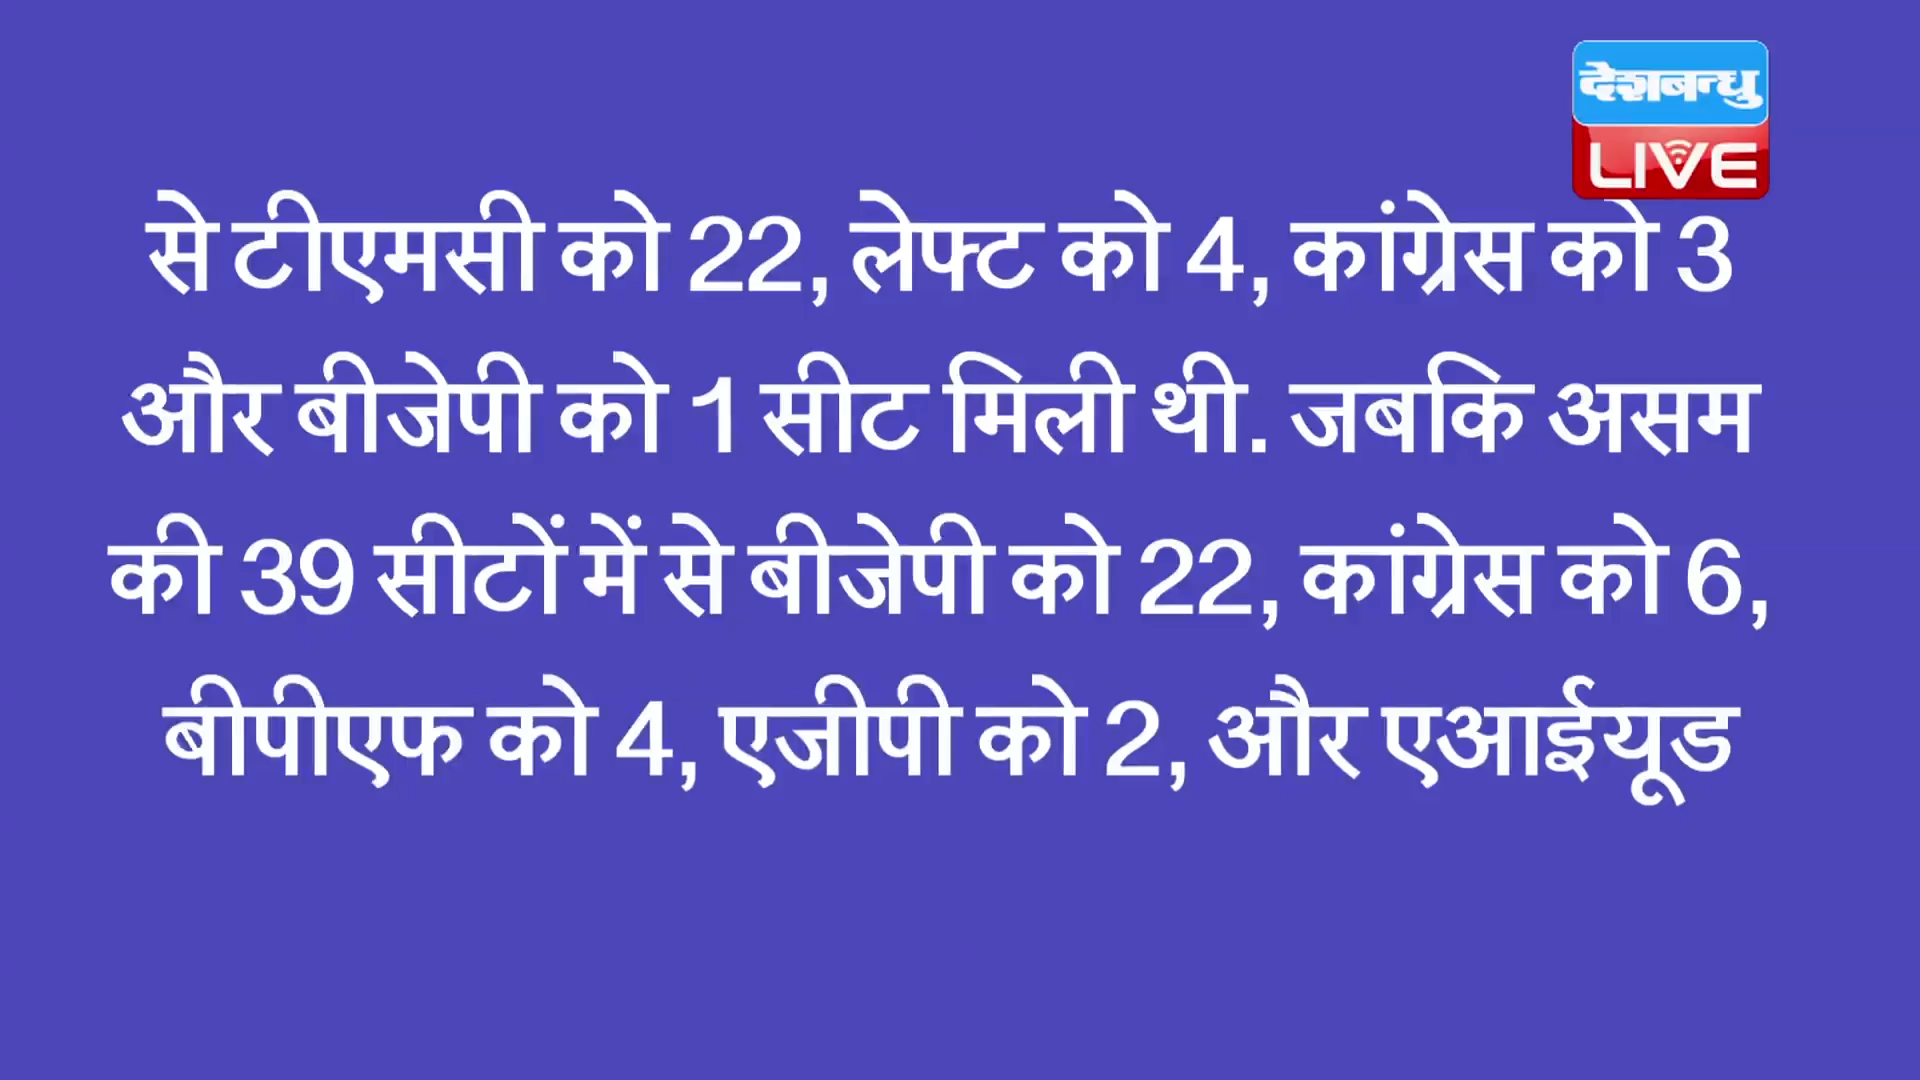 देशबन्धु
LIVE
से टीएमसी को 22, लेफ्ट को 4, कांग्रेस को 3
और बीजेपी को 1 सीट मिली थी. जबकि असम
की 39 सीटों में से बीजेपी को 22, कांग्रेस को 6,
बीपीएफ को 4, एजीपी को 2, और एआईयूड